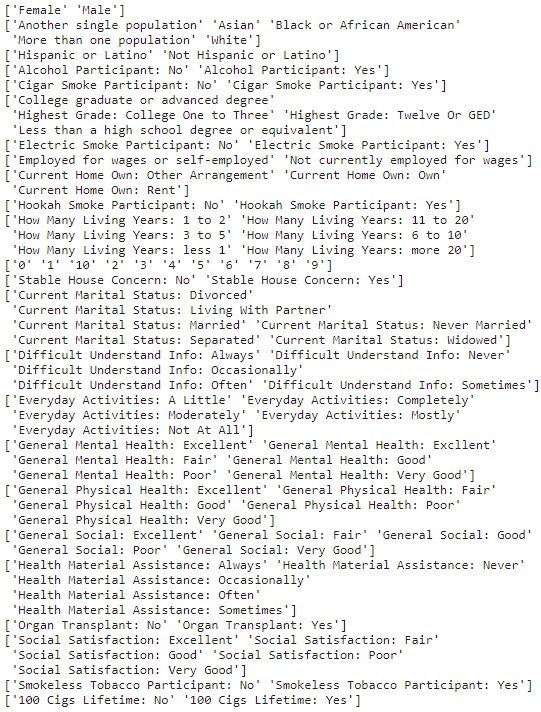 ['Female' 'Male']
['Another single population' 'Asian' 'Black or African American'
'More than one population' 'White']
['Hispanic or Latino' 'Not Hispanic or Latino']
['Alcohol Participant: No' 'Alcohol Participant: Yes']
['Cigar Smoke Participant: No' 'Cigar Smoke Participant: Yes']
['College graduate or advanced degree'
'Highest Grade: College One to Three' 'Highest Grade: Twelve Or GED'
'Less than a high school degree or equivalent']
['Electric Smoke Participant: No' 'Electric Smoke Participant: Yes']
['Employed for wages or self-employed' 'Not currently employed for wages']
['Current Home Own: Other Arrangement' 'Current Home Own: Own'
'Current Home Own: Rent']
['Hookah Smoke Participant: No' 'Hookah Smoke Participant: Yes']
['How Many Living Years: 1 to 2' 'How Many Living Years: 11 to 20'
'How Many Living Years: 3 to 5' 'How Many Living Years: 6 to 10'
'How Many Living Years: less 1' 'How Many Living Years: more 20']
['0' '1' '10' '2' '3' '4' '5' '6' '7' '8' '9']
['Stable House Concern: No' 'Stable House Concern: Yes']
['Current Marital Status: Divorced'
'Current Marital Status: Living With Partner'
'Current Marital Status: Married' 'Current Marital Status: Never Married'
'Current Marital Status: Separated' 'Current Marital Status: Widowed']
['Difficult Understand Info: Always' 'Difficult Understand Info: Never'
'Difficult Understand Info: Occasionally'
'Difficult Understand Info: Often' 'Difficult Understand Info: Sometimes']
['Everyday Activities: A Little' 'Everyday Activities: Completely'
'Everyday Activities: Moderately' 'Everyday Activities: Mostly'
'Everyday Activities: Not At All']
['General Mental Health: Excellent' 'General Mental Health: Excllent'
'General Mental Health: Fair' 'General Mental Health: Good'
'General Mental Health: Poor' 'General Mental Health: Very Good']
['General Physical Health: Excellent' 'General Physical Health: Fair'
'General Physical Health: Good' 'General Physical Health: Poor'
'General Physical Health: Very Good']
['General Social: Excellent' 'General Social: Fair' 'General Social: Good'
'General Social: Poor' 'General Social: Very Good']
['Health Material Assistance: Always' 'Health Material Assistance: Never'
'Health Material Assistance: Occasionally'
'Health Material Assistance: Often'
'Health Material Assistance: Sometimes']
['Organ Transplant: No' 'Organ Transplant: Yes']
['Social Satisfaction: Excellent' 'Social Satisfaction: Fair'
'Social Satisfaction: Good' 'Social Satisfaction: Poor'
'Social Satisfaction: Very Good']
['Smokeless Tobacco Participant: No' 'Smokeless Tobacco Participant: Yes']
['100 Cigs Lifetime: No' '100 Cigs Lifetime: Yes']